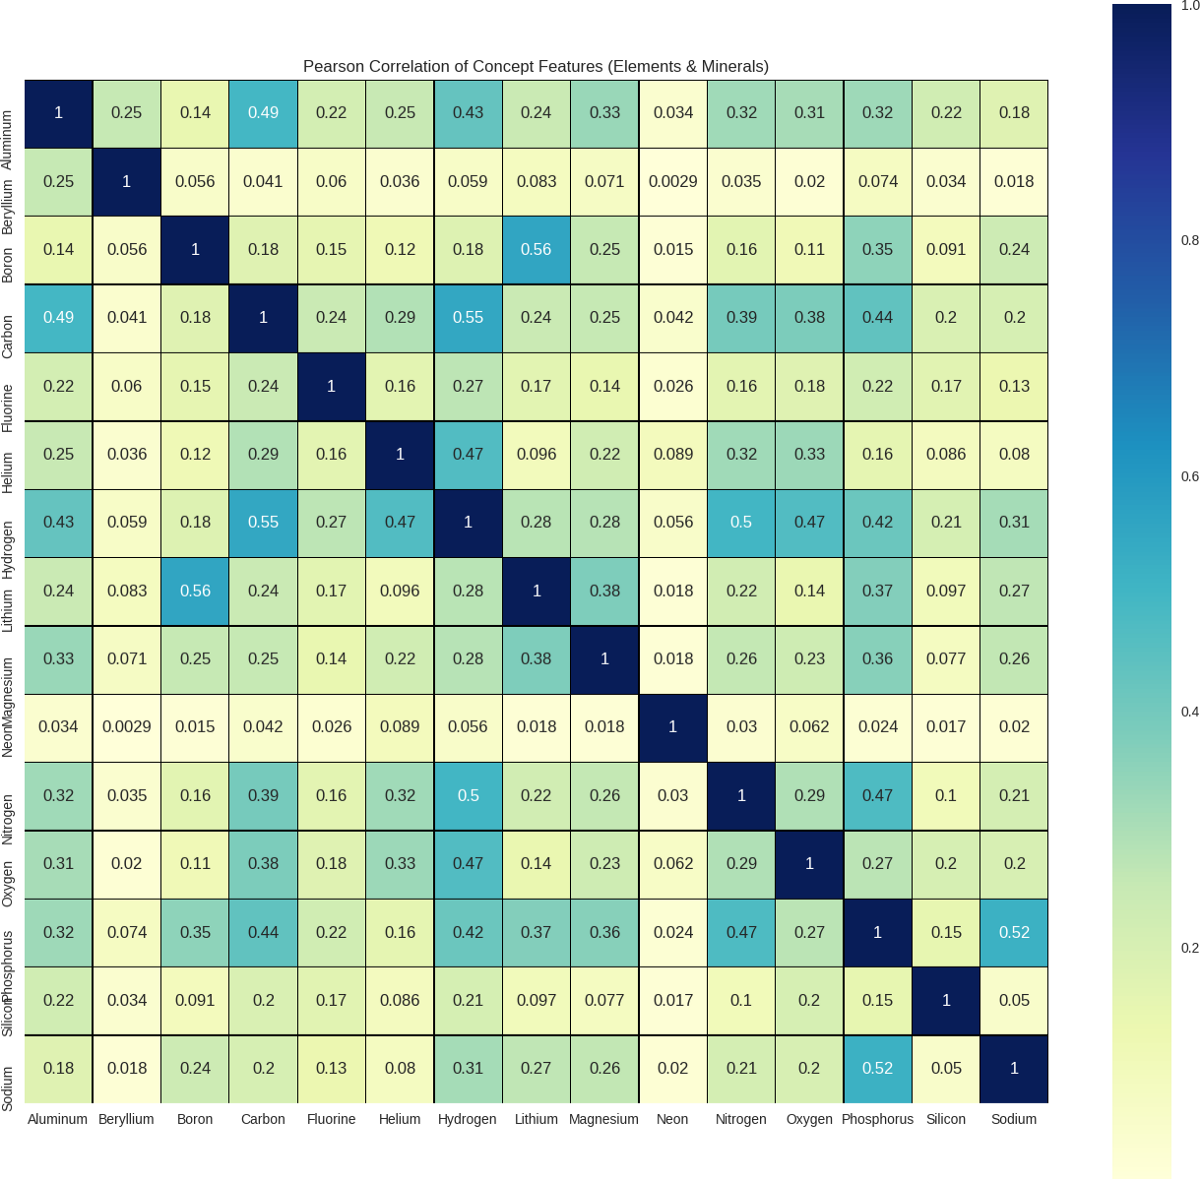 1.0
Pearson Correlation of Concept Features (Elements & Minerals)
Aluminum 1 0.25 0.14 0.49 0.22 0.25 0.43 0.24 0.33 0.034 0.32 0.31 0.32 0.22 0.18
Beryllium 0.25 1 0.056 0.041 0.06 0.036 0.059 0.083 0.071 0.0029 0.035 0.02 0.074 0.034 0.018
0.8
Boron 0.14 0.056 1 0.18 0.15 0.12 0.18 0.56 0.25 0.015 0.16 0.11 0.35 0.091 0.24
Carbon 0.49 0.041 0.18 1 0.24 0.29 0.55 0.24 0.25 0.042 0.39 0.38 0.44 0.2 0.2
Fluorine 0.22 0.06 0.15 0.24 1 0.16 0.27 0.17 0.14 0.026 0.16 0.18 0.22 0.17 0.13
Helium 0.25 0.036 0.12 0.29 0.16 1 0.47 0.096 0.22 0.089 0.32 0.33 0.16 0.086 0.08
0.6
Hydrogen 0.43 0.059 0.18 0.55 0.27 0.47 1 0.28 0.28 0.056 0.5 0.47 0.42 0.21 0.31
Lithium 0.24 0.083 0.56 0.24 0.17 0.096 0.28 1 0.38 0.018 0.22 0.14 0.37 0.097 0.27
Magnesium 0.33 0.071 0.25 0.25 0.14 0.22 0.28 0.38 1 0.018 0.26 0.23 0.36 0.077 0.26
0.4
Neon 0.034 0.0029 0.015 0.042 0.026 0.089 0.056 0.018 0.018 1 0.03 0.062 0.024 0.017 0.02
Nitrogen 0.32 0.035 0.16 0.39 0.16 0.32 0.5 0.22 0.26 0.03 1 0.29 0.47 0.1 0.21
Oxygen 0.31 0.02 0.11 0.38 0.18 0.33 0.47 0.14 0.23 0.062 0.29 1 0.27 0.2 0.2
Phosphorus 0.32 0.074 0.35 0.44 0.22 0.16 0.42 0.37 0.36 0.024 0.47 0.27 1 0.15 0.52
0.2
Silicon 0.22 0.034 0.091 0.2 0.17 0.086 0.21 0.097 0.077 0.017 0.1 0.2 0.15 1 0.05
Sodium 0.18 0.018 0.24 0.2 0.13 0.08 0.31 0.27 0.26 0.02 0.21 0.2 0.52 0.05 1
Aluminum Beryllium Boron Carbon Fluorine Helium Hydrogen Lithium Magnesium Neon Nitrogen Oxygen Phosphorus Silicon Sodium